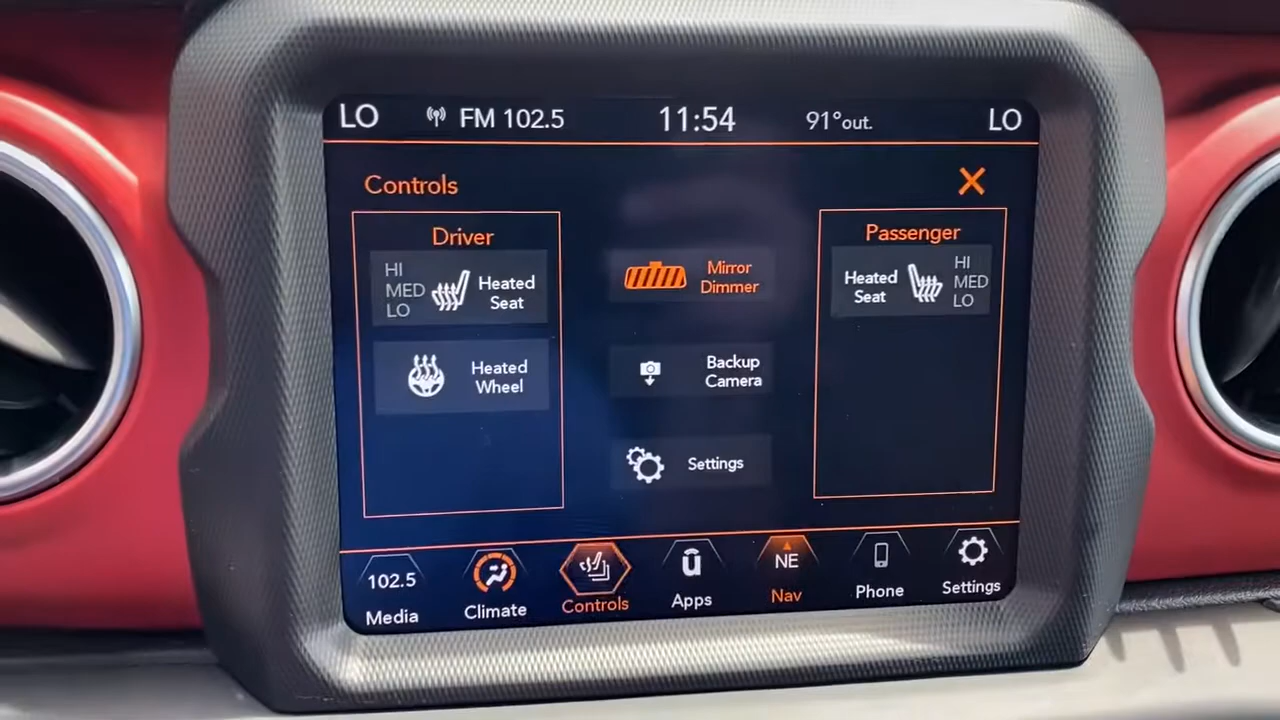 LO
FM 102.5
11:54
91°out.
LO
Controls
Driver
HI
MED
LO
Heated
Seat
Heated
Wheel
Mirror
Dimmer
Backup
Camera
Settings
Passenger
Heated
Seat
HI
MED
LO
102.5
Media
Climate
Controls
Apps
NE
Nav
Phone
Settings